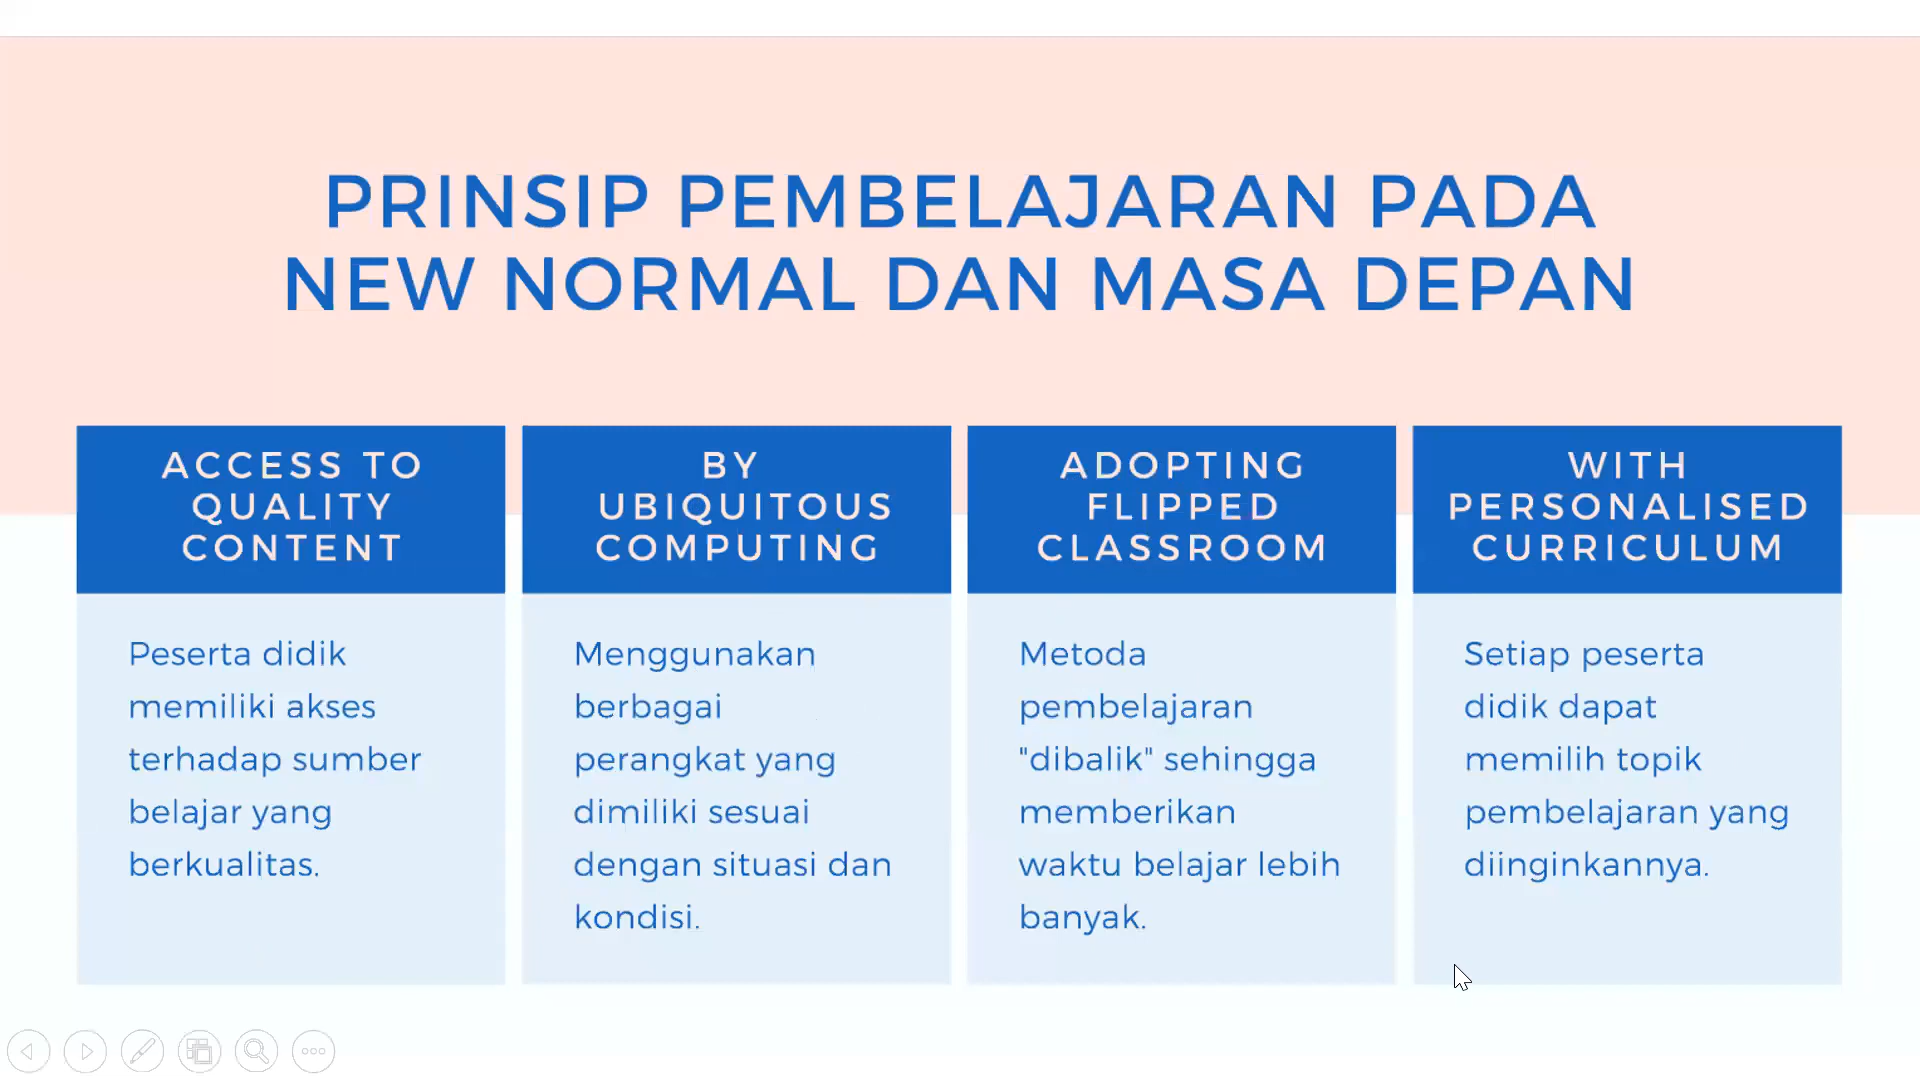 PRINSIP PEMBELAJARAN PADA
NEW NORMAL DAN MASA DEPAN
ACCESS TO
QUALITY
CONTENT
Peserta didik
memiliki akses
terhadap sumber
belajar yang
berkualitas.
BY
UBIQUITOUS
COMPUTING
Menggunakan
berbagai
perangkat yang
dimiliki sesuai
dengan situasi dan
kondisi.
ADOPTING
FLIPPED
CLASSROOM
Metoda
pembelajaran
"dibalik" sehingga
memberikan
waktu belajar lebih
banyak.
WITH
PERSONALISED
CURRICULUM
Setiap peserta
didik dapat
memilih topik
pembelajaran yang
diinginkannya.